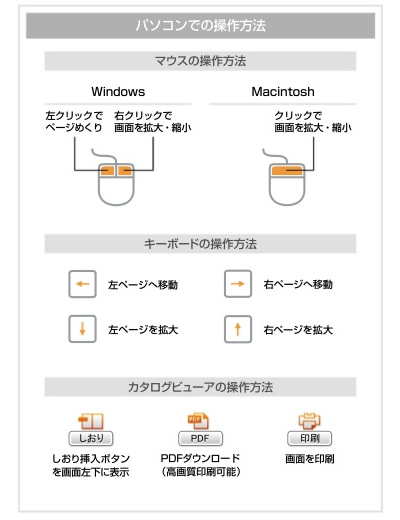 パソコンでの操作方法
マウスの操作方法
Windows
左クリックで
ページめくり
右クリックで
画面を拡大・縮小
Macintosh
クリックで
画面を拡大・縮小
キーボードの操作方法
左ページへ移動
右ページへ移動
左ページを拡大
右ページを拡大
カタログビューアの操作方法
しおり
しおり挿入ボタン
を画面左下に表示
PDF
PDF
PDFダウンロード
（高画質印刷可能）
印刷
画面を印刷